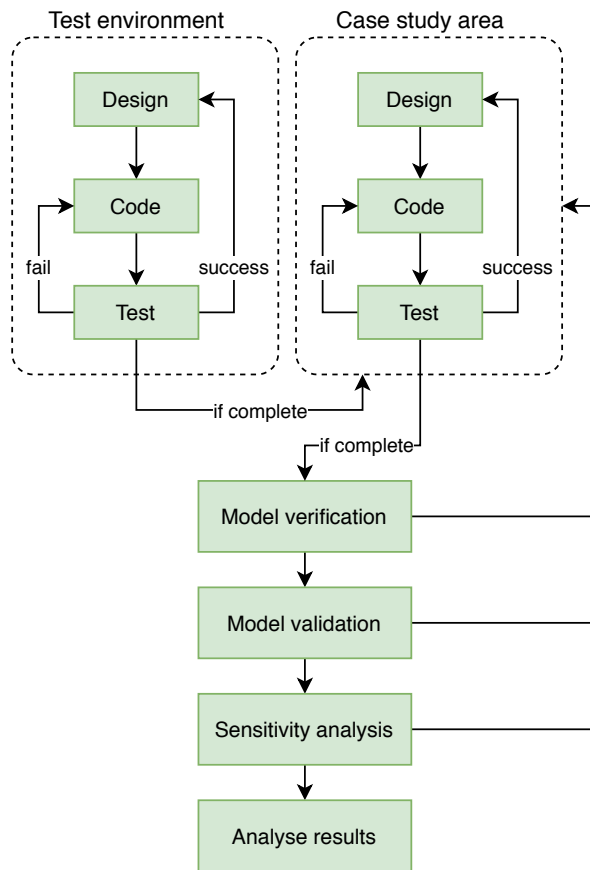 Test environment
Design
Code
fail
success
Test
if complete
Case study area
Design
Code
fail
success
Test
if complete
Model verification
Model validation
Sensitivity analysis
Analyse results